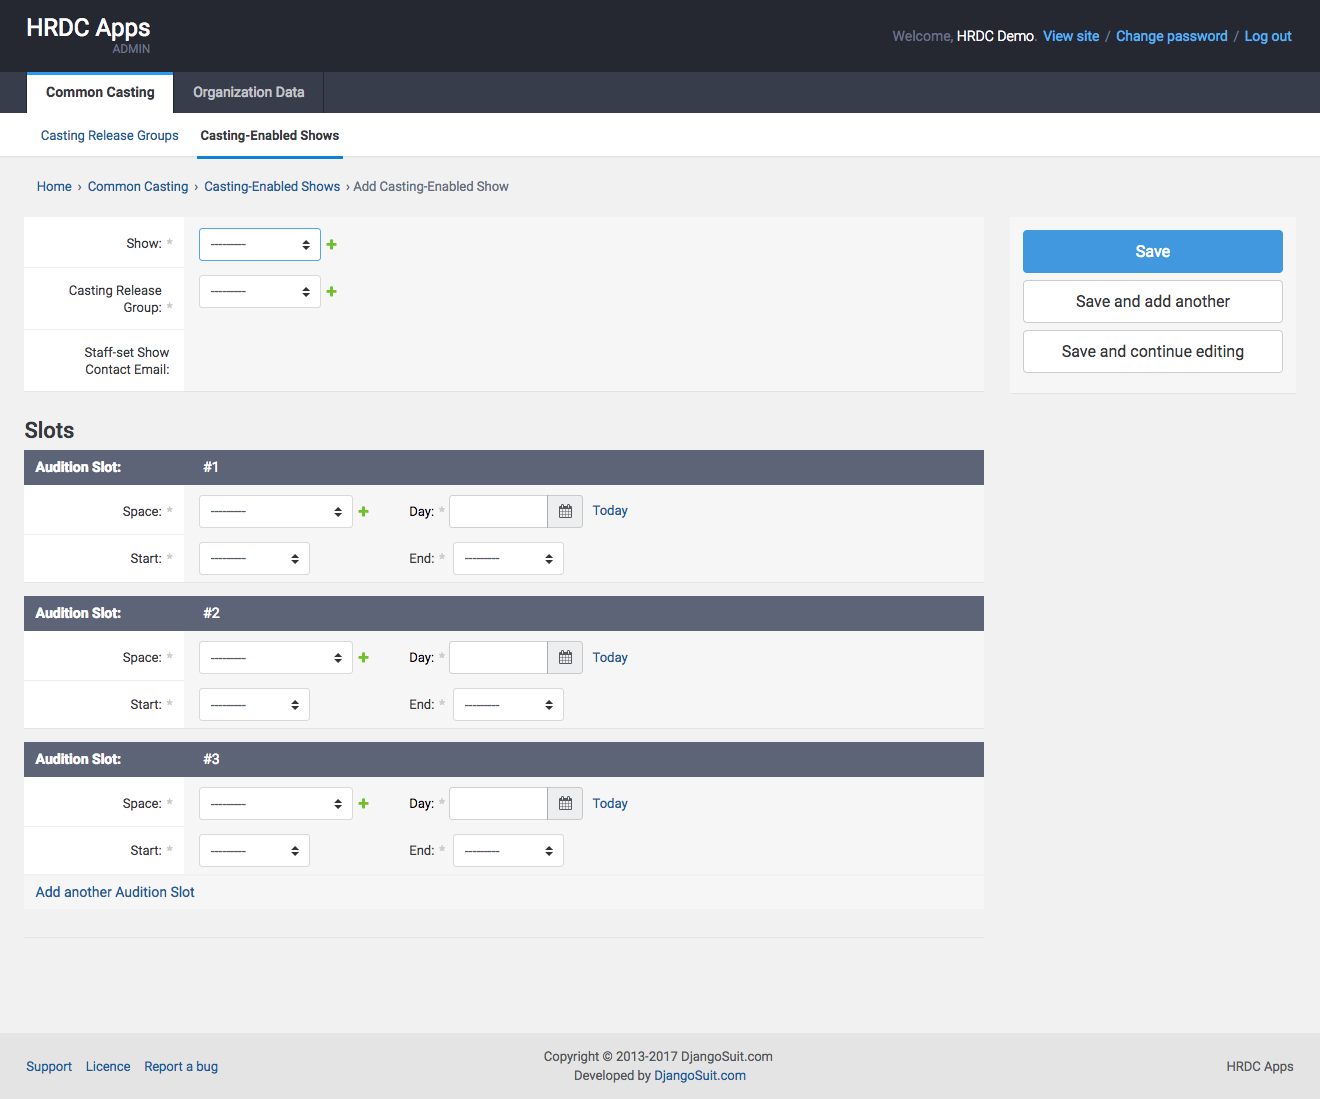 HRDC Apps
ADMIN
Welcome, HRDC Demo. View site / Change password / Log out
Common Casting Organization Data
Casting Release Groups Casting-Enabled Shows
Home › Common Casting › Casting-Enabled Shows › Add Casting-Enabled Show
Show: * ---------
Save
Casting Release
Group: * ---------
Save and add another
Staff-set Show
Contact Email:
Save and continue editing
Slots
Audition Slot: #1
Space: * --------- Day: * Today
Start: * --------- End: * ---------
Audition Slot: #2
Space: * --------- Day: * Today
Start: * --------- End: * ---------
Audition Slot: #3
Space: * --------- Day: * Today
Start: * --------- End: * ---------
Add another Audition Slot
Support Licence Report a bug
Copyright © 2013-2017 DjangoSuit.com
Developed by DjangoSuit.com
HRDC Apps